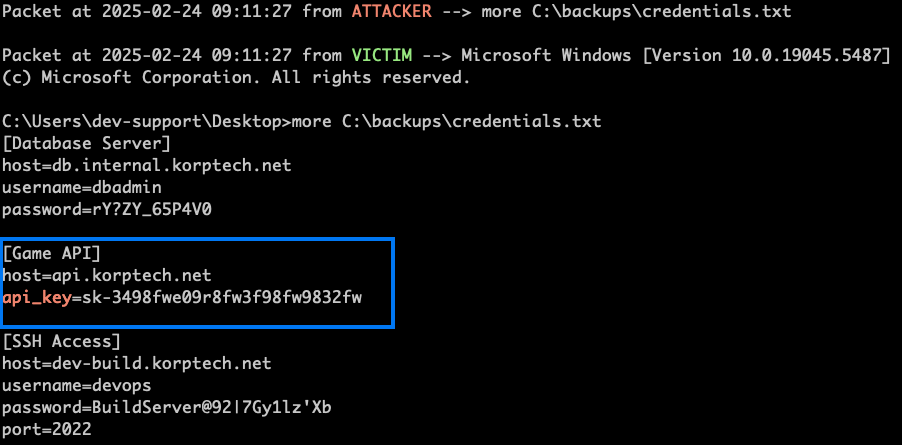 Packet at 2025-02-24 09:11:27 from ATTACKER --> more C:\backups\credentials.txt
Packet at 2025-02-24 09:11:27 from VICTIM --> Microsoft Windows [Version 10.0.19045.5487]
(c) Microsoft Corporation. All rights reserved.
C:\Users\dev-support\Desktop>more C:\backups\credentials.txt
[Database Server]
host=db.internal.korptech.net
username=dbadmin
password=rY?ZY_65P4V0
[Game API]
host=api.korptech.net
api_key=sk-3498fwe09r8fw3f98fw9832fw
[SSH Access]
host=dev-build.korptech.net
username=devops
password=BuildServer@92|7Gy1lz'Xb
port=2022